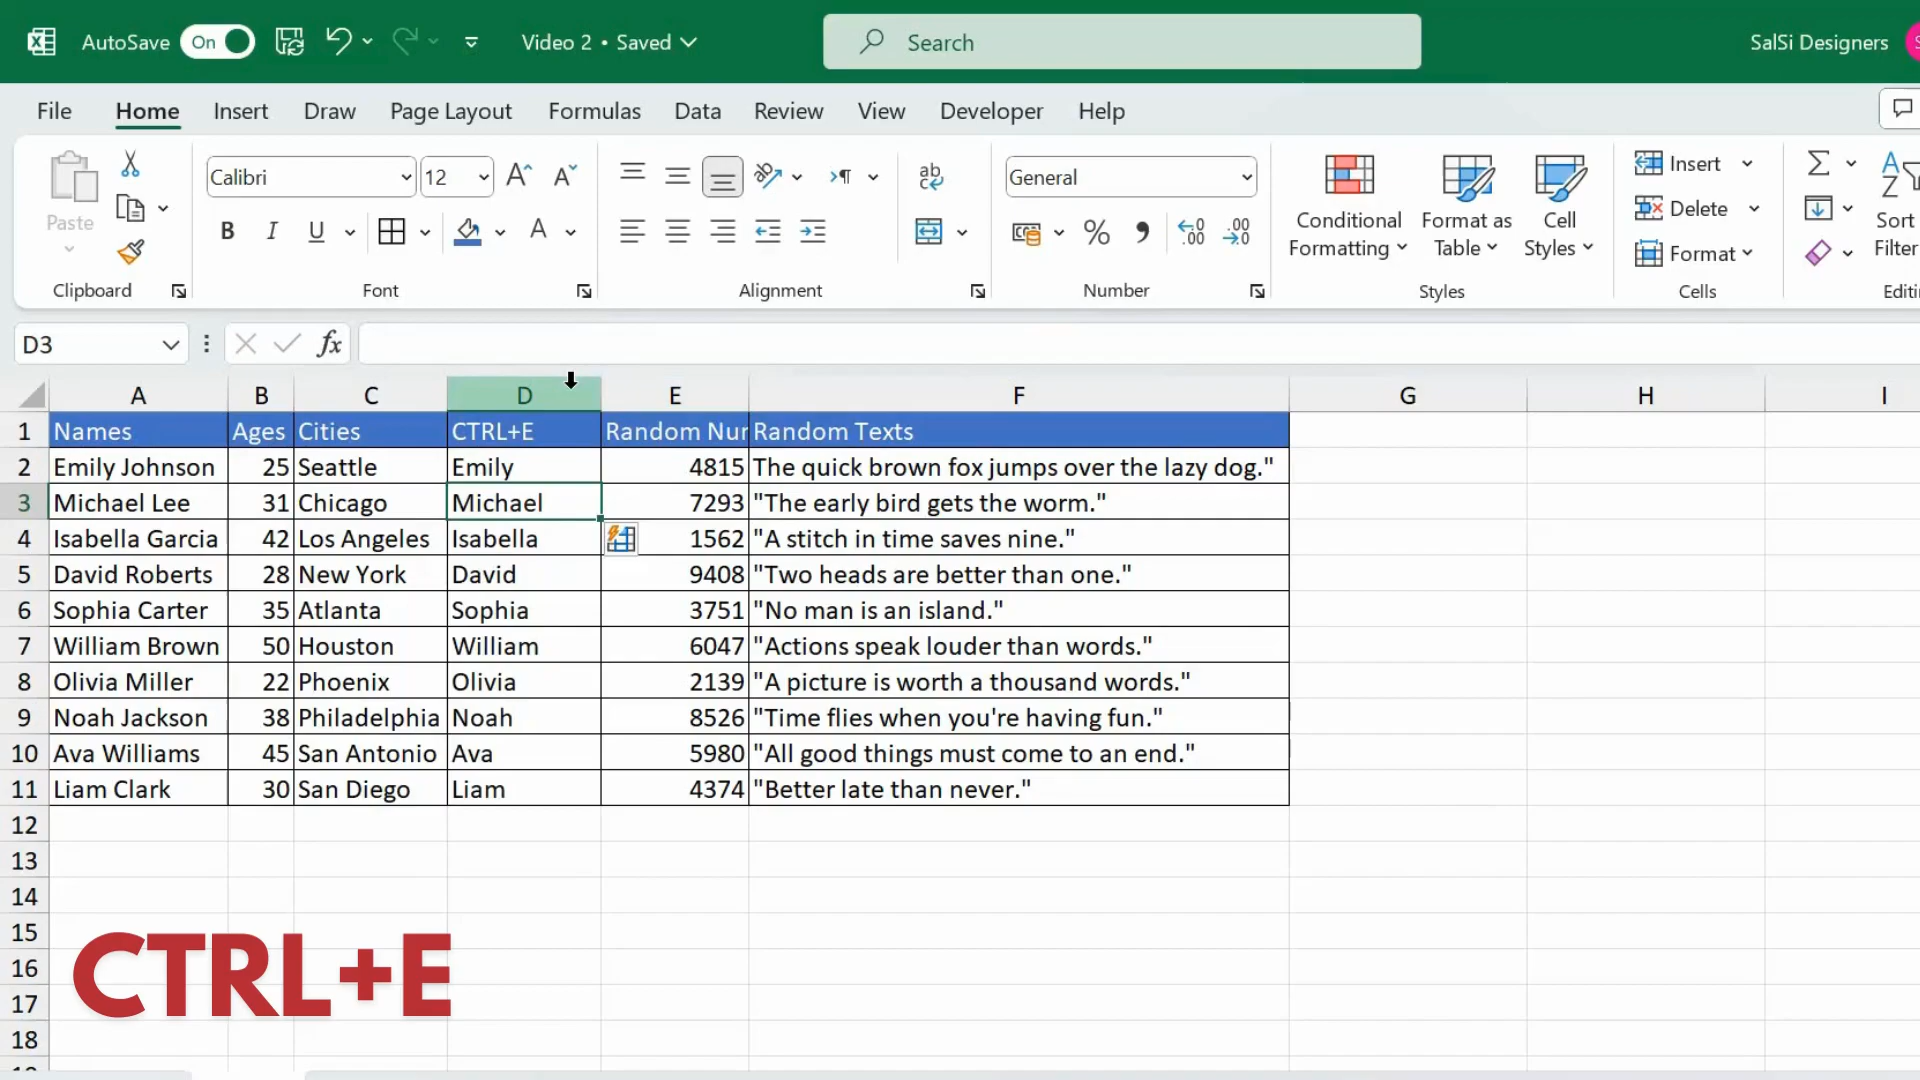 AutoSave On Video 2 • Saved Search SalSi Designers
File Home Insert Draw Page Layout Formulas Data Review View Developer Help
Paste Calibri 12 General Conditional Formatting Format as Table Cell Styles Insert Delete Format Sort Filter
Clipboard Font Alignment Number Styles Cells
D3 fx
A B C D E F G H I
1 Names Ages Cities CTRL+E Random Nur Random Texts
2 Emily Johnson 25 Seattle Emily 4815 The quick brown fox jumps over the lazy dog."
3 Michael Lee 31 Chicago Michael 7293 "The early bird gets the worm."
4 Isabella Garcia 42 Los Angeles Isabella 1562 "A stitch in time saves nine."
5 David Roberts 28 New York David 9408 "Two heads are better than one."
6 Sophia Carter 35 Atlanta Sophia 3751 "No man is an island."
7 William Brown 50 Houston William 6047 "Actions speak louder than words."
8 Olivia Miller 22 Phoenix Olivia 2139 "A picture is worth a thousand words."
9 Noah Jackson 38 Philadelphia Noah 8526 "Time flies when you're having fun."
10 Ava Williams 45 San Antonio Ava 5980 "All good things must come to an end."
11 Liam Clark 30 San Diego Liam 4374 "Better late than never."
12
13
14
15
16
17
18
CTRL+E